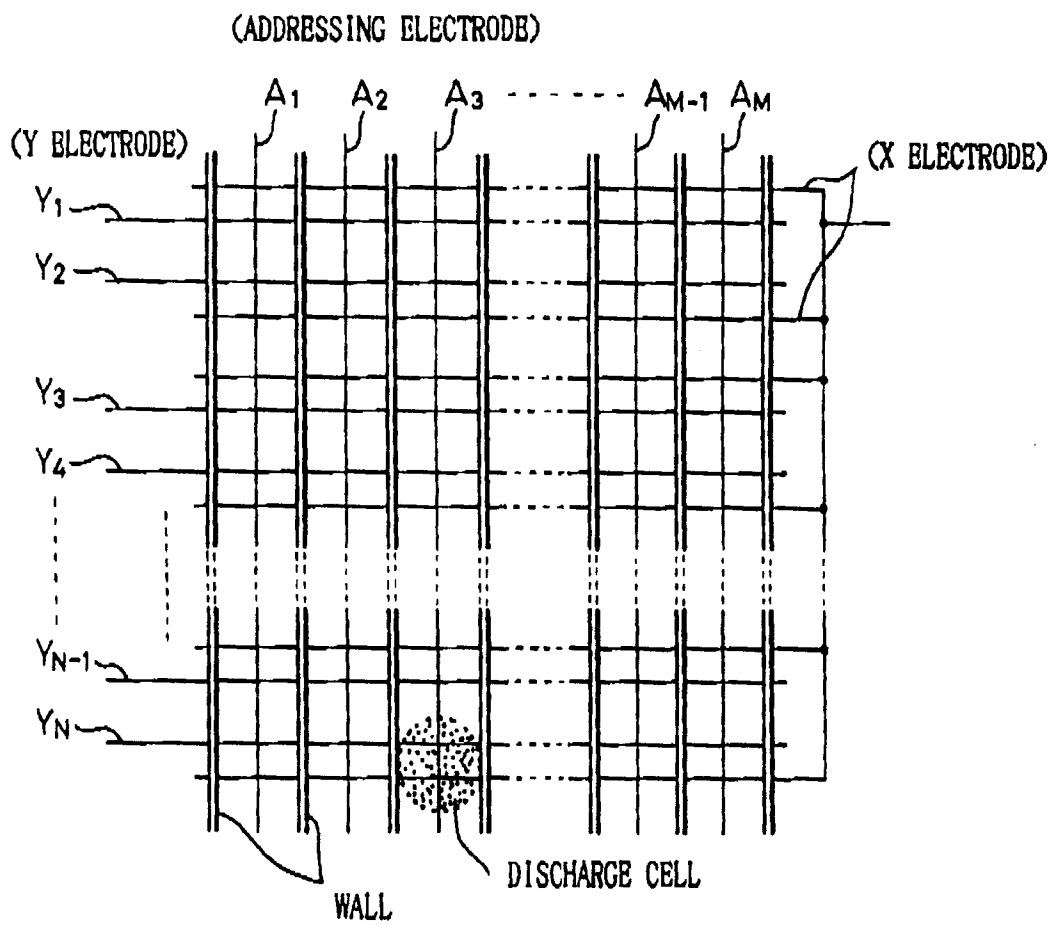 (ADDRESSING ELECTRODE)
A1 A2 A3 AM-1 AM
(Y ELECTRODE)
(X ELECTRODE)
Y1
Y2
Y3
Y4
YN-1
YN
DISCHARGE CELL
WALL